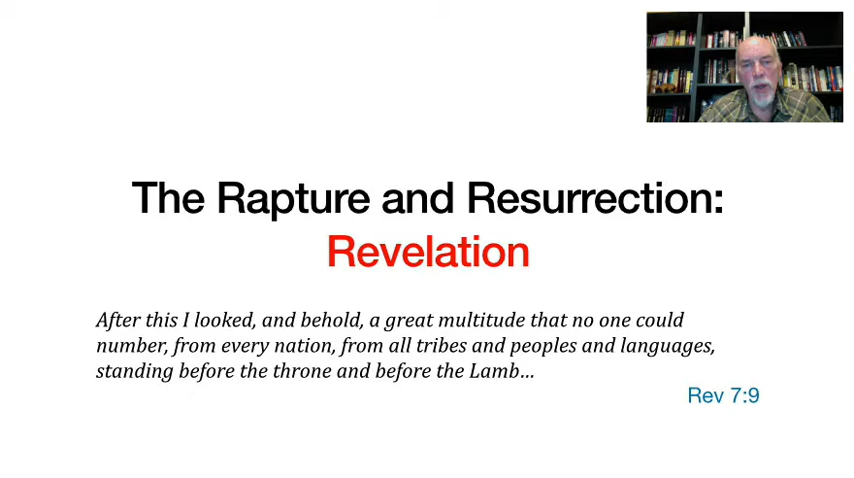 The Rapture and Resurrection:
Revelation
After this I looked, and behold, a great multitude that no one could
number, from every nation, from all tribes and peoples and languages,
standing before the throne and before the Lamb…
Rev 7:9